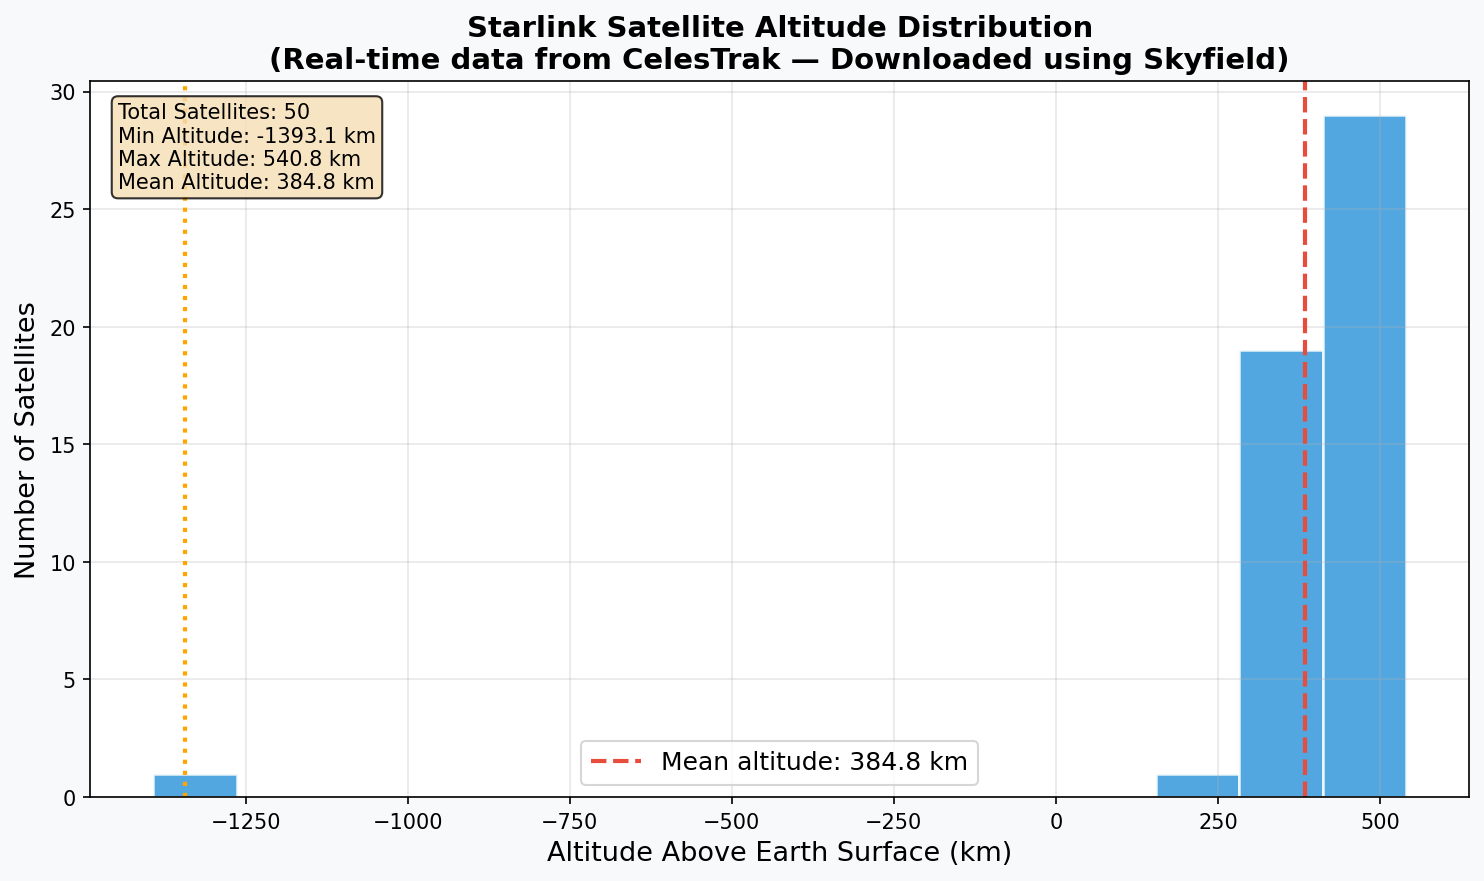 Starlink Satellite Altitude Distribution
(Real-time data from CelesTrak — Downloaded using Skyfield)
30
25
20
15
10
5
0
Number of Satellites
Total Satellites: 50
Min Altitude: -1393.1 km
Max Altitude: 540.8 km
Mean Altitude: 384.8 km
Mean altitude: 384.8 km
−1250
−1000
−750
−500
−250
0
250
500
Altitude Above Earth Surface (km)